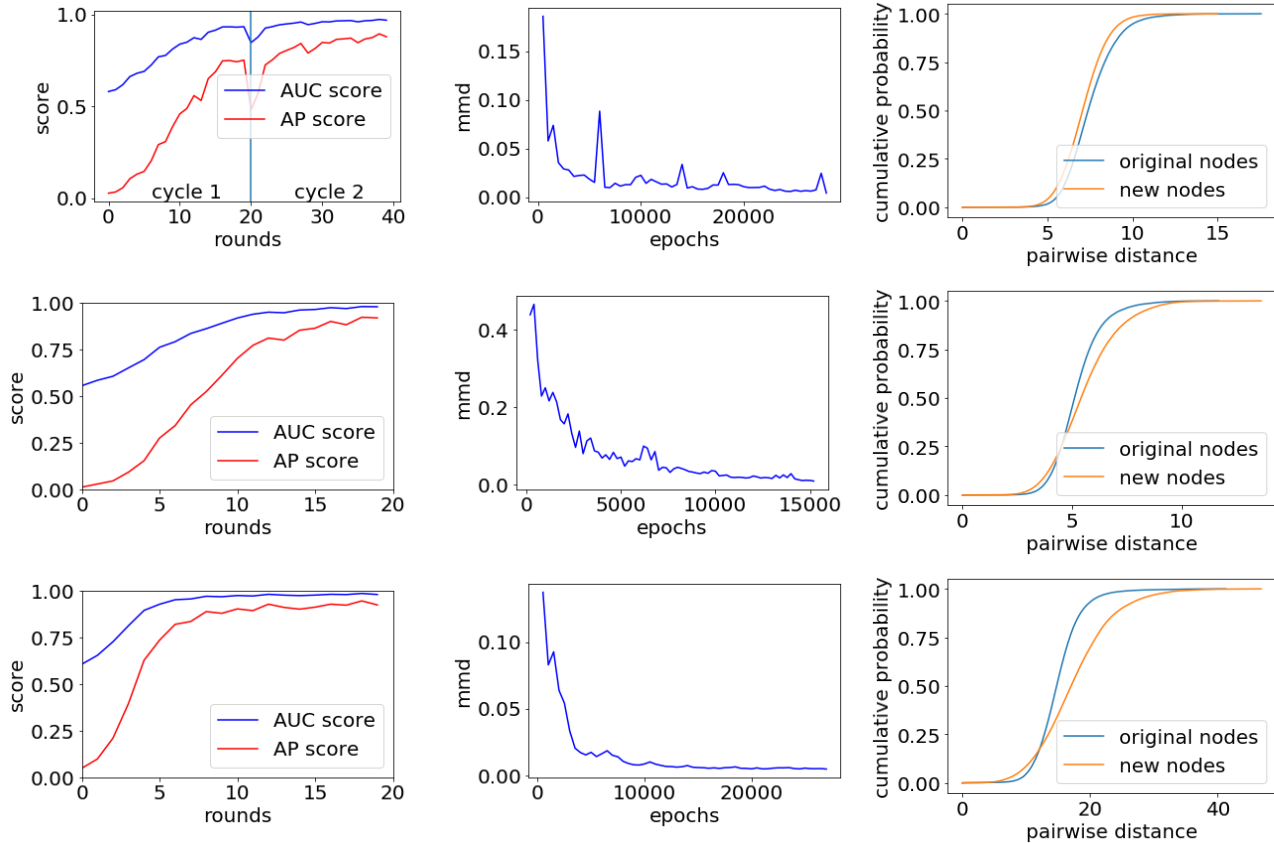 1.0
0.5
0.0
score
AUC score
AP score
cycle 1
cycle 2
0
10
20
30
40
rounds
0.15
0.10
0.05
0.00
mmd
0
10000
20000
epochs
1.00
0.75
0.50
0.25
0.00
cumulative probability
original nodes
new nodes
0
5
10
15
pairwise distance
1.00
0.75
0.50
0.25
0.00
score
AUC score
AP score
0
5
10
15
20
rounds
0.4
0.2
0.0
mmd
0
5000
10000
15000
epochs
1.00
0.75
0.50
0.25
0.00
cumulative probability
original nodes
new nodes
0
5
10
pairwise distance
1.00
0.75
0.50
0.25
0.00
score
AUC score
AP score
0
5
10
15
20
rounds
0.10
0.05
0.00
mmd
0
10000
20000
epochs
1.00
0.75
0.50
0.25
0.00
cumulative probability
original nodes
new nodes
0
20
40
pairwise distance